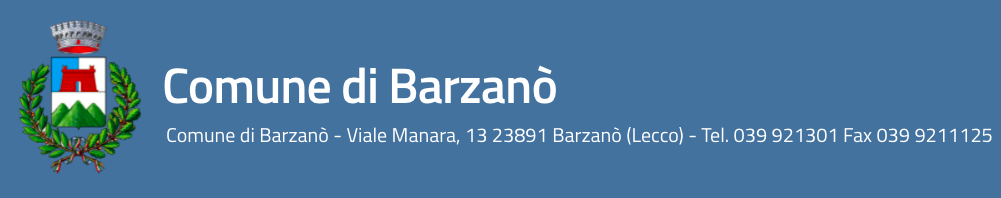 Comune di Barzanò
Comune di Barzanò - Viale Manara, 13 23891 Barzanò (Lecco) - Tel. 039 921301 Fax 039 9211125